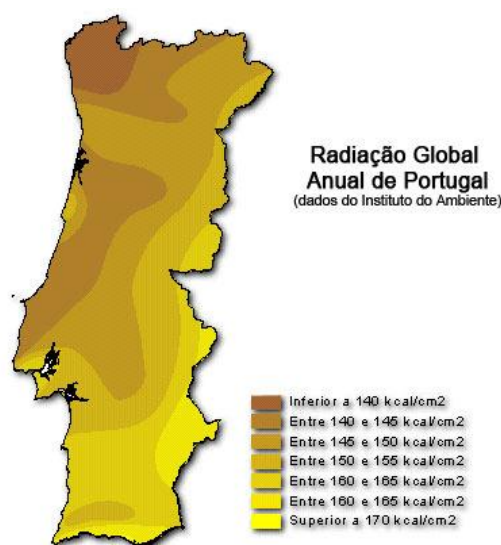 Radiação Global
Anual de Portugal
(dados do Instituto do Ambiente)
Inferior a 140 kcal/cm2
Entre 140 e 145 kcal/cm2
Entre 145 e 150 kcal/cm2
Entre 150 e 155 kcal/cm2
Entre 160 e 165 kcal/cm2
Entre 160 e 165 kcal/cm2
Superior a 170 kcal/cm2